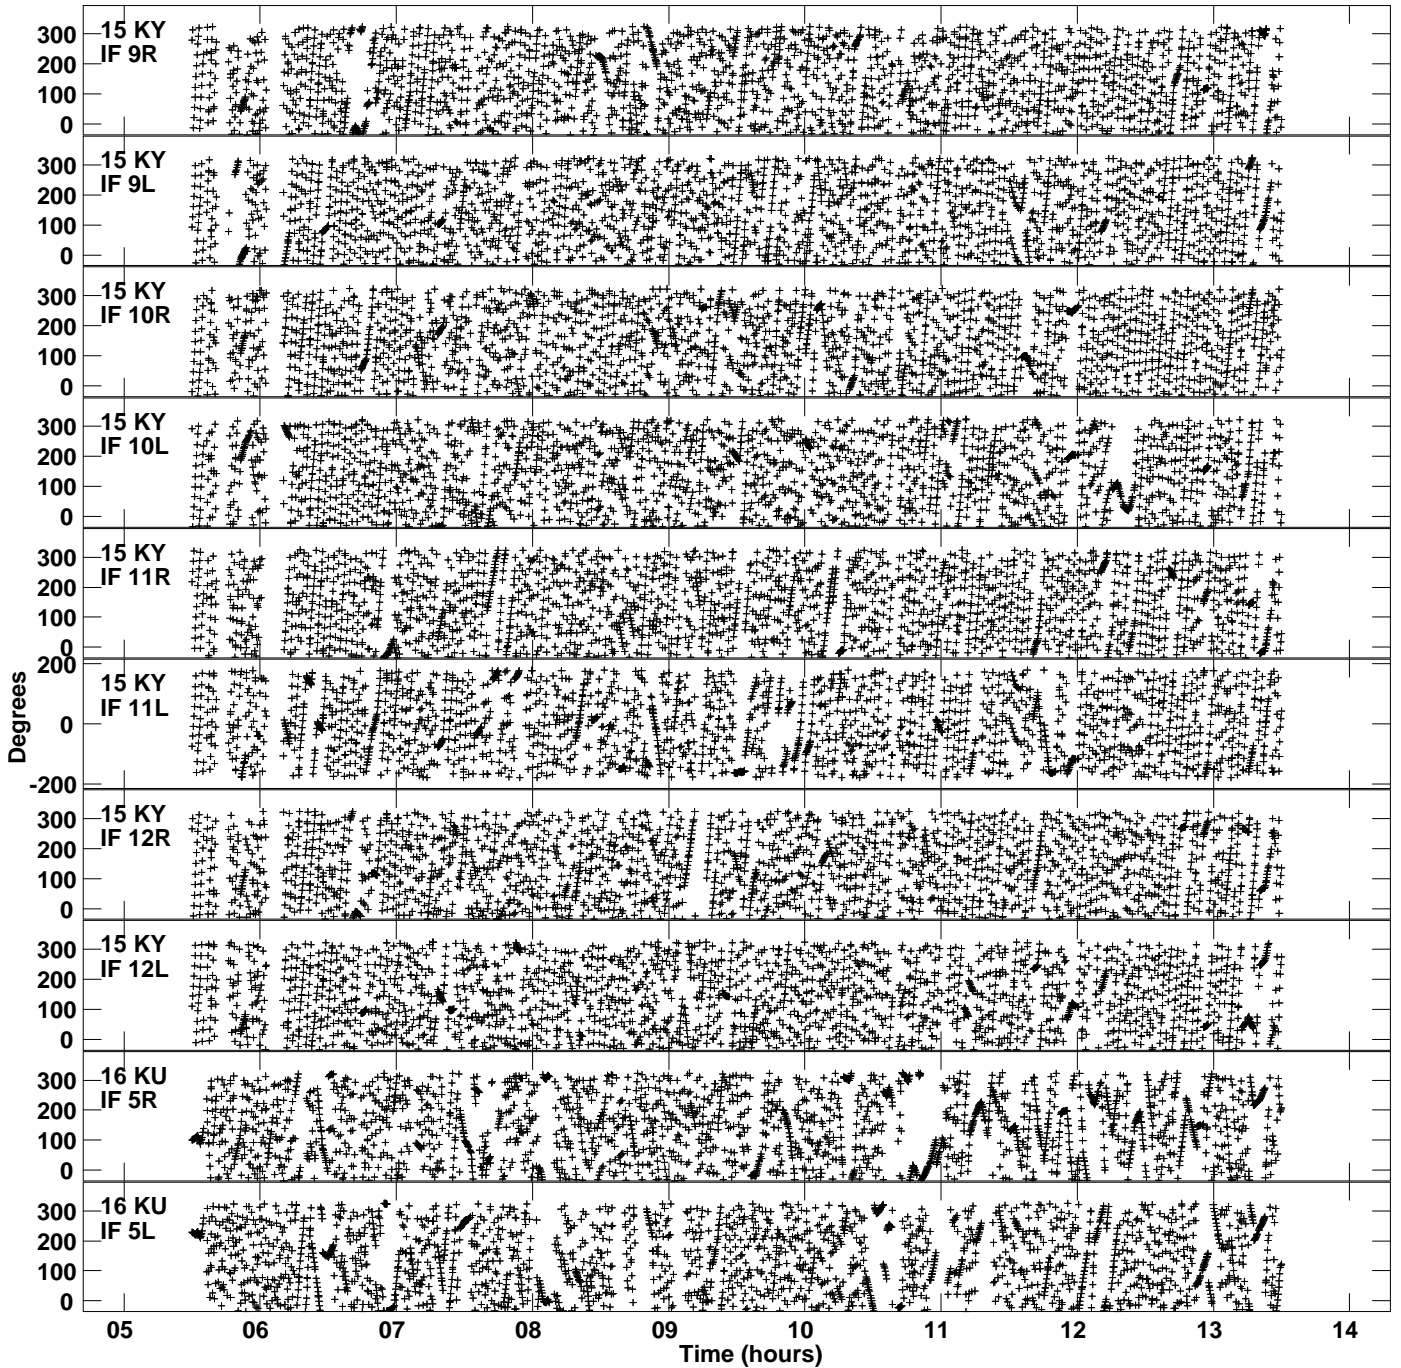 300 15 KY
200 IF 9R
100
0
300 15 KY
200 IF 9L
100
0
300 15 KY
200 IF 10R
100
0
300 15 KY
200 IF 10L
100
0
300 15 KY
200 IF 11R
100
0
200 15 KY
0 IF 11L
-200
Degrees
300 15 KY
200 IF 12R
100
0
300 15 KY
200 IF 12L
100
0
300 16 KU
200 IF 5R
100
0
300 16 KU
200 IF 5L
100
0
05 06 07 08 09 10 11 12 13 14
Time (hours)